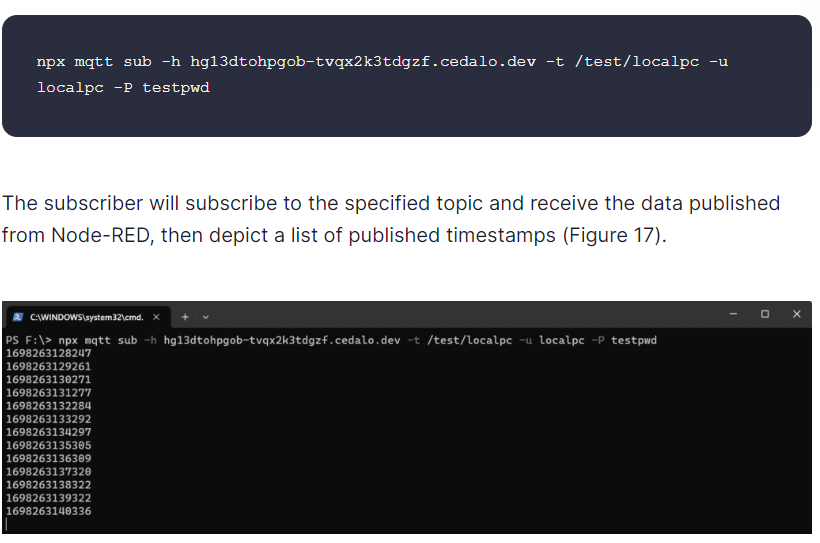 npx mqtt sub -h hg13dtohpgob-tvqx2k3tdgzf.cedalo.dev -t /test/localpc -u
localpc -P testpwd
The subscriber will subscribe to the specified topic and receive the data published
from Node-RED, then depict a list of published timestamps (Figure 17).
C:\WINDOWS\system32\cmd.
PS F:\> npx mqtt sub -h hg13dtohpgob-tvqx2k3tdgzf.cedalo.dev -t /test/localpc -u localpc -P testpwd
1698263128247
1698263129261
1698263130271
1698263131277
1698263132284
1698263133292
1698263134297
1698263135305
1698263136309
1698263137320
1698263138322
1698263139322
1698263140336